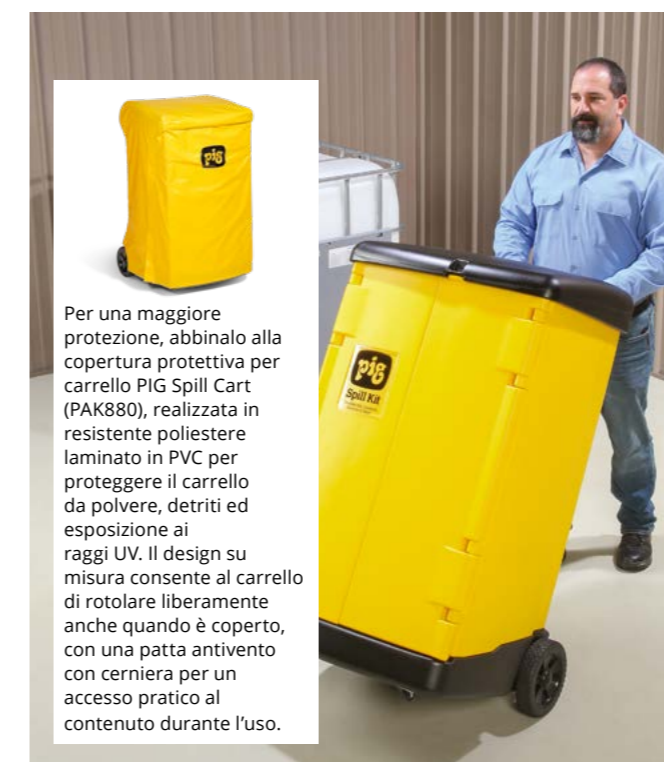 pig
Per una maggiore
protezione, abbinalo alla
copertura protettiva per
carrello PIG Spill Cart
(PAK880), realizzata in
resistente poliestere
laminato in PVC per
proteggere il carrello
da polvere, detriti ed
esposizione ai
raggi UV. Il design su
misura consente al carrello
di rotolare liberamente
anche quando è coperto,
con una patta antivento
con cerniera per un
accesso pratico al
contenuto durante l’uso.
pig
Spill Kit